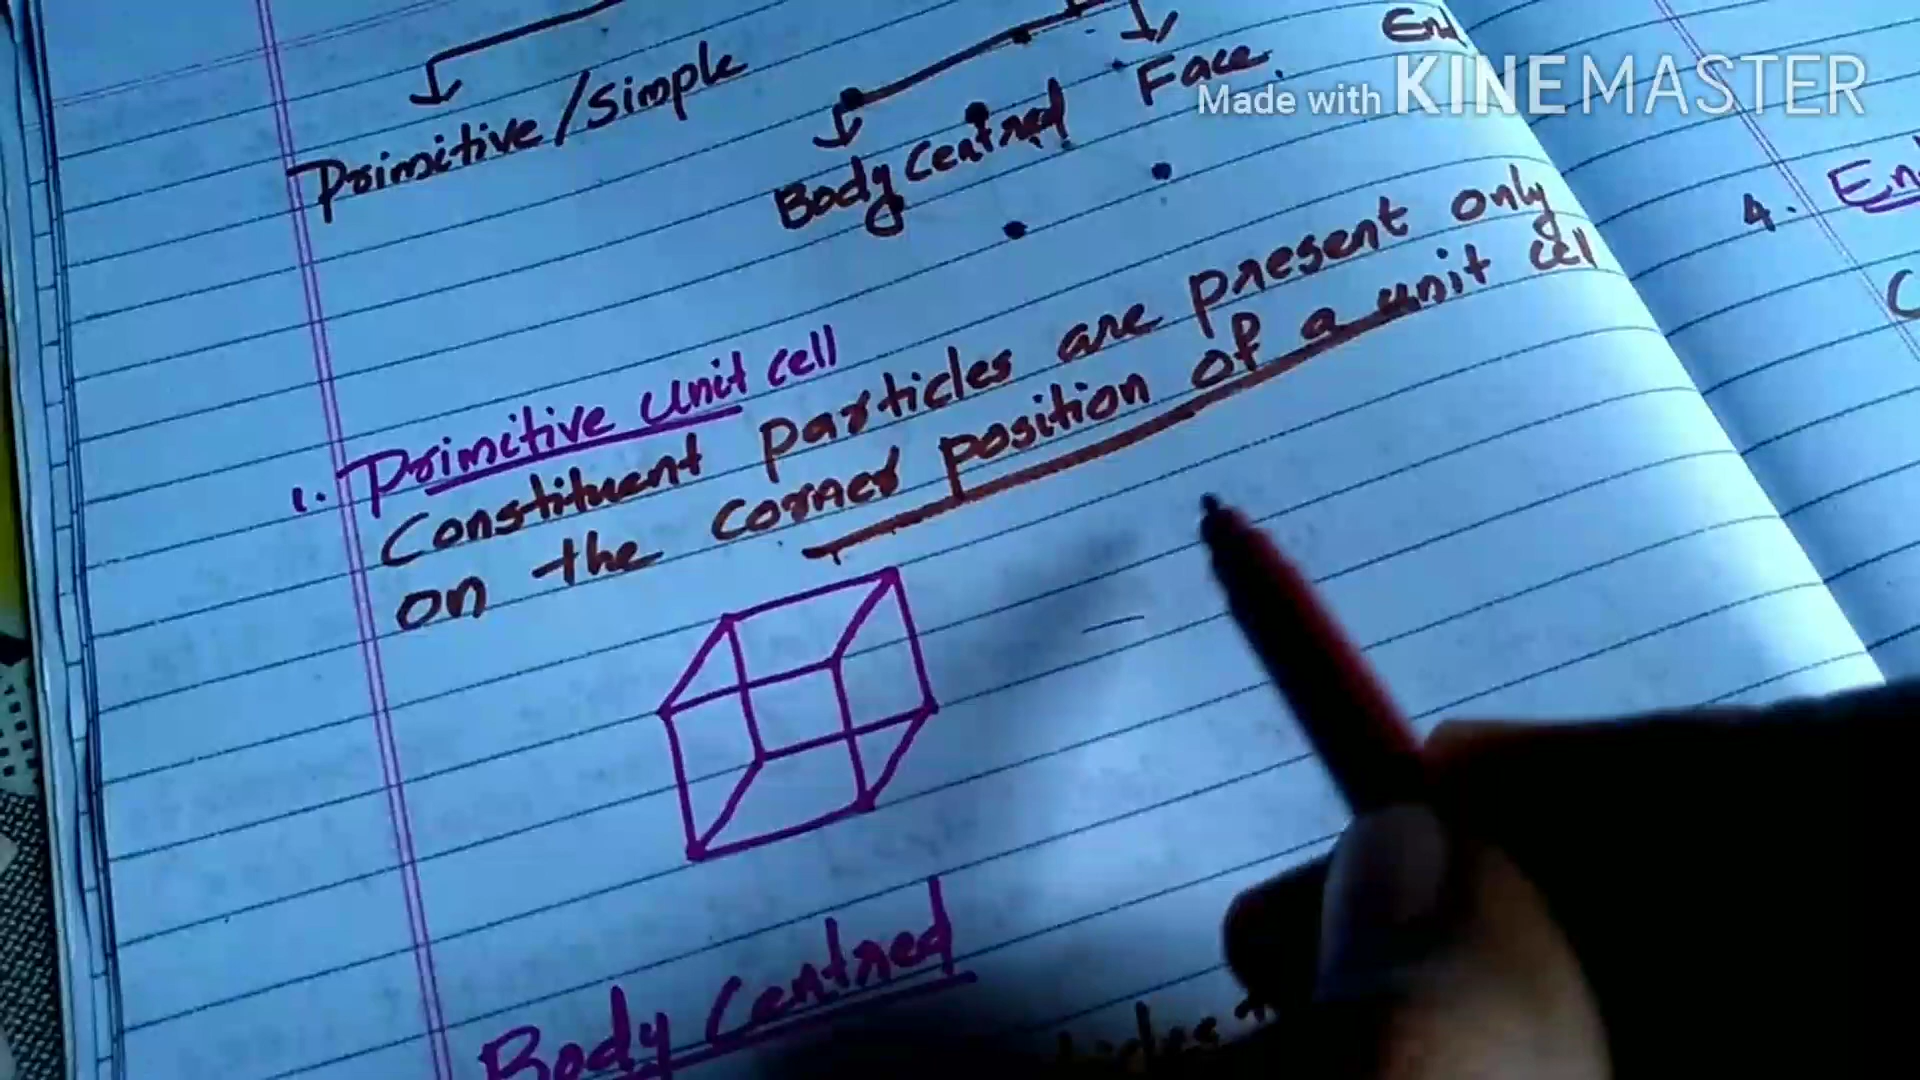 Primitive/Simple
Body Centred
Face
En
Made with KINEMASTER
1. Primitive unit cell
Constituent particles are present only
on the corner position of a unit cel
4. En
C
Body Centred